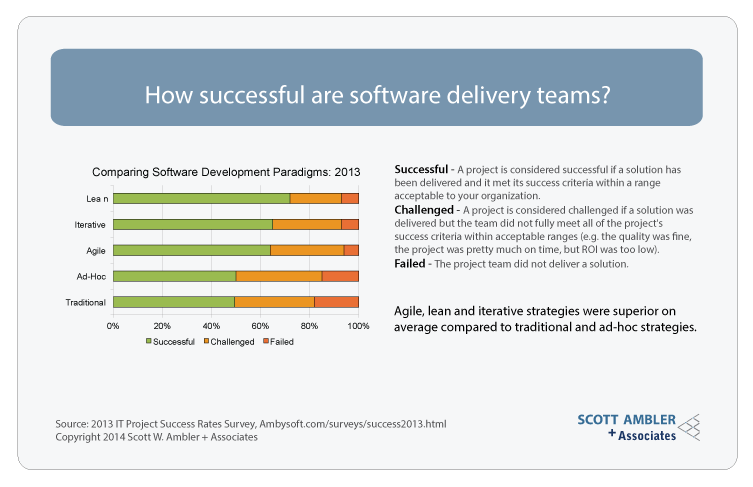 How successful are software delivery teams?
Comparing Software Development Paradigms: 2013
Lea n
Iterative
Agile
Ad-Hoc
Traditional
0% 20% 40% 60% 80% 100%
Successful Challenged Failed
Successful - A project is considered successful if a solution has
been delivered and it met its success criteria within a range
acceptable to your organization.
Challenged - A project is considered challenged if a solution was
delivered but the team did not fully meet all of the project's
success criteria within acceptable ranges (e.g. the quality was fine,
the project was pretty much on time, but ROI was too low).
Failed - The project team did not deliver a solution.
Agile, lean and iterative strategies were superior on
average compared to traditional and ad-hoc strategies.
Source: 2013 IT Project Success Rates Survey, Ambysoft.com/surveys/success2013.html
Copyright 2014 Scott W. Ambler + Associates
SCOTT AMBLER
+ Associates